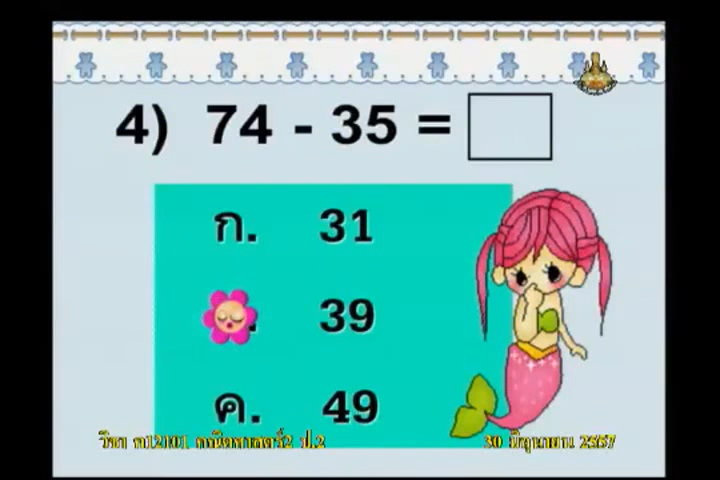 4) 74 - 35 =
ก. 31
. 39
ค. 49
วิชา ค12101 คณิตศาสตร์2 ป.2
30 มิถุนายน 2557